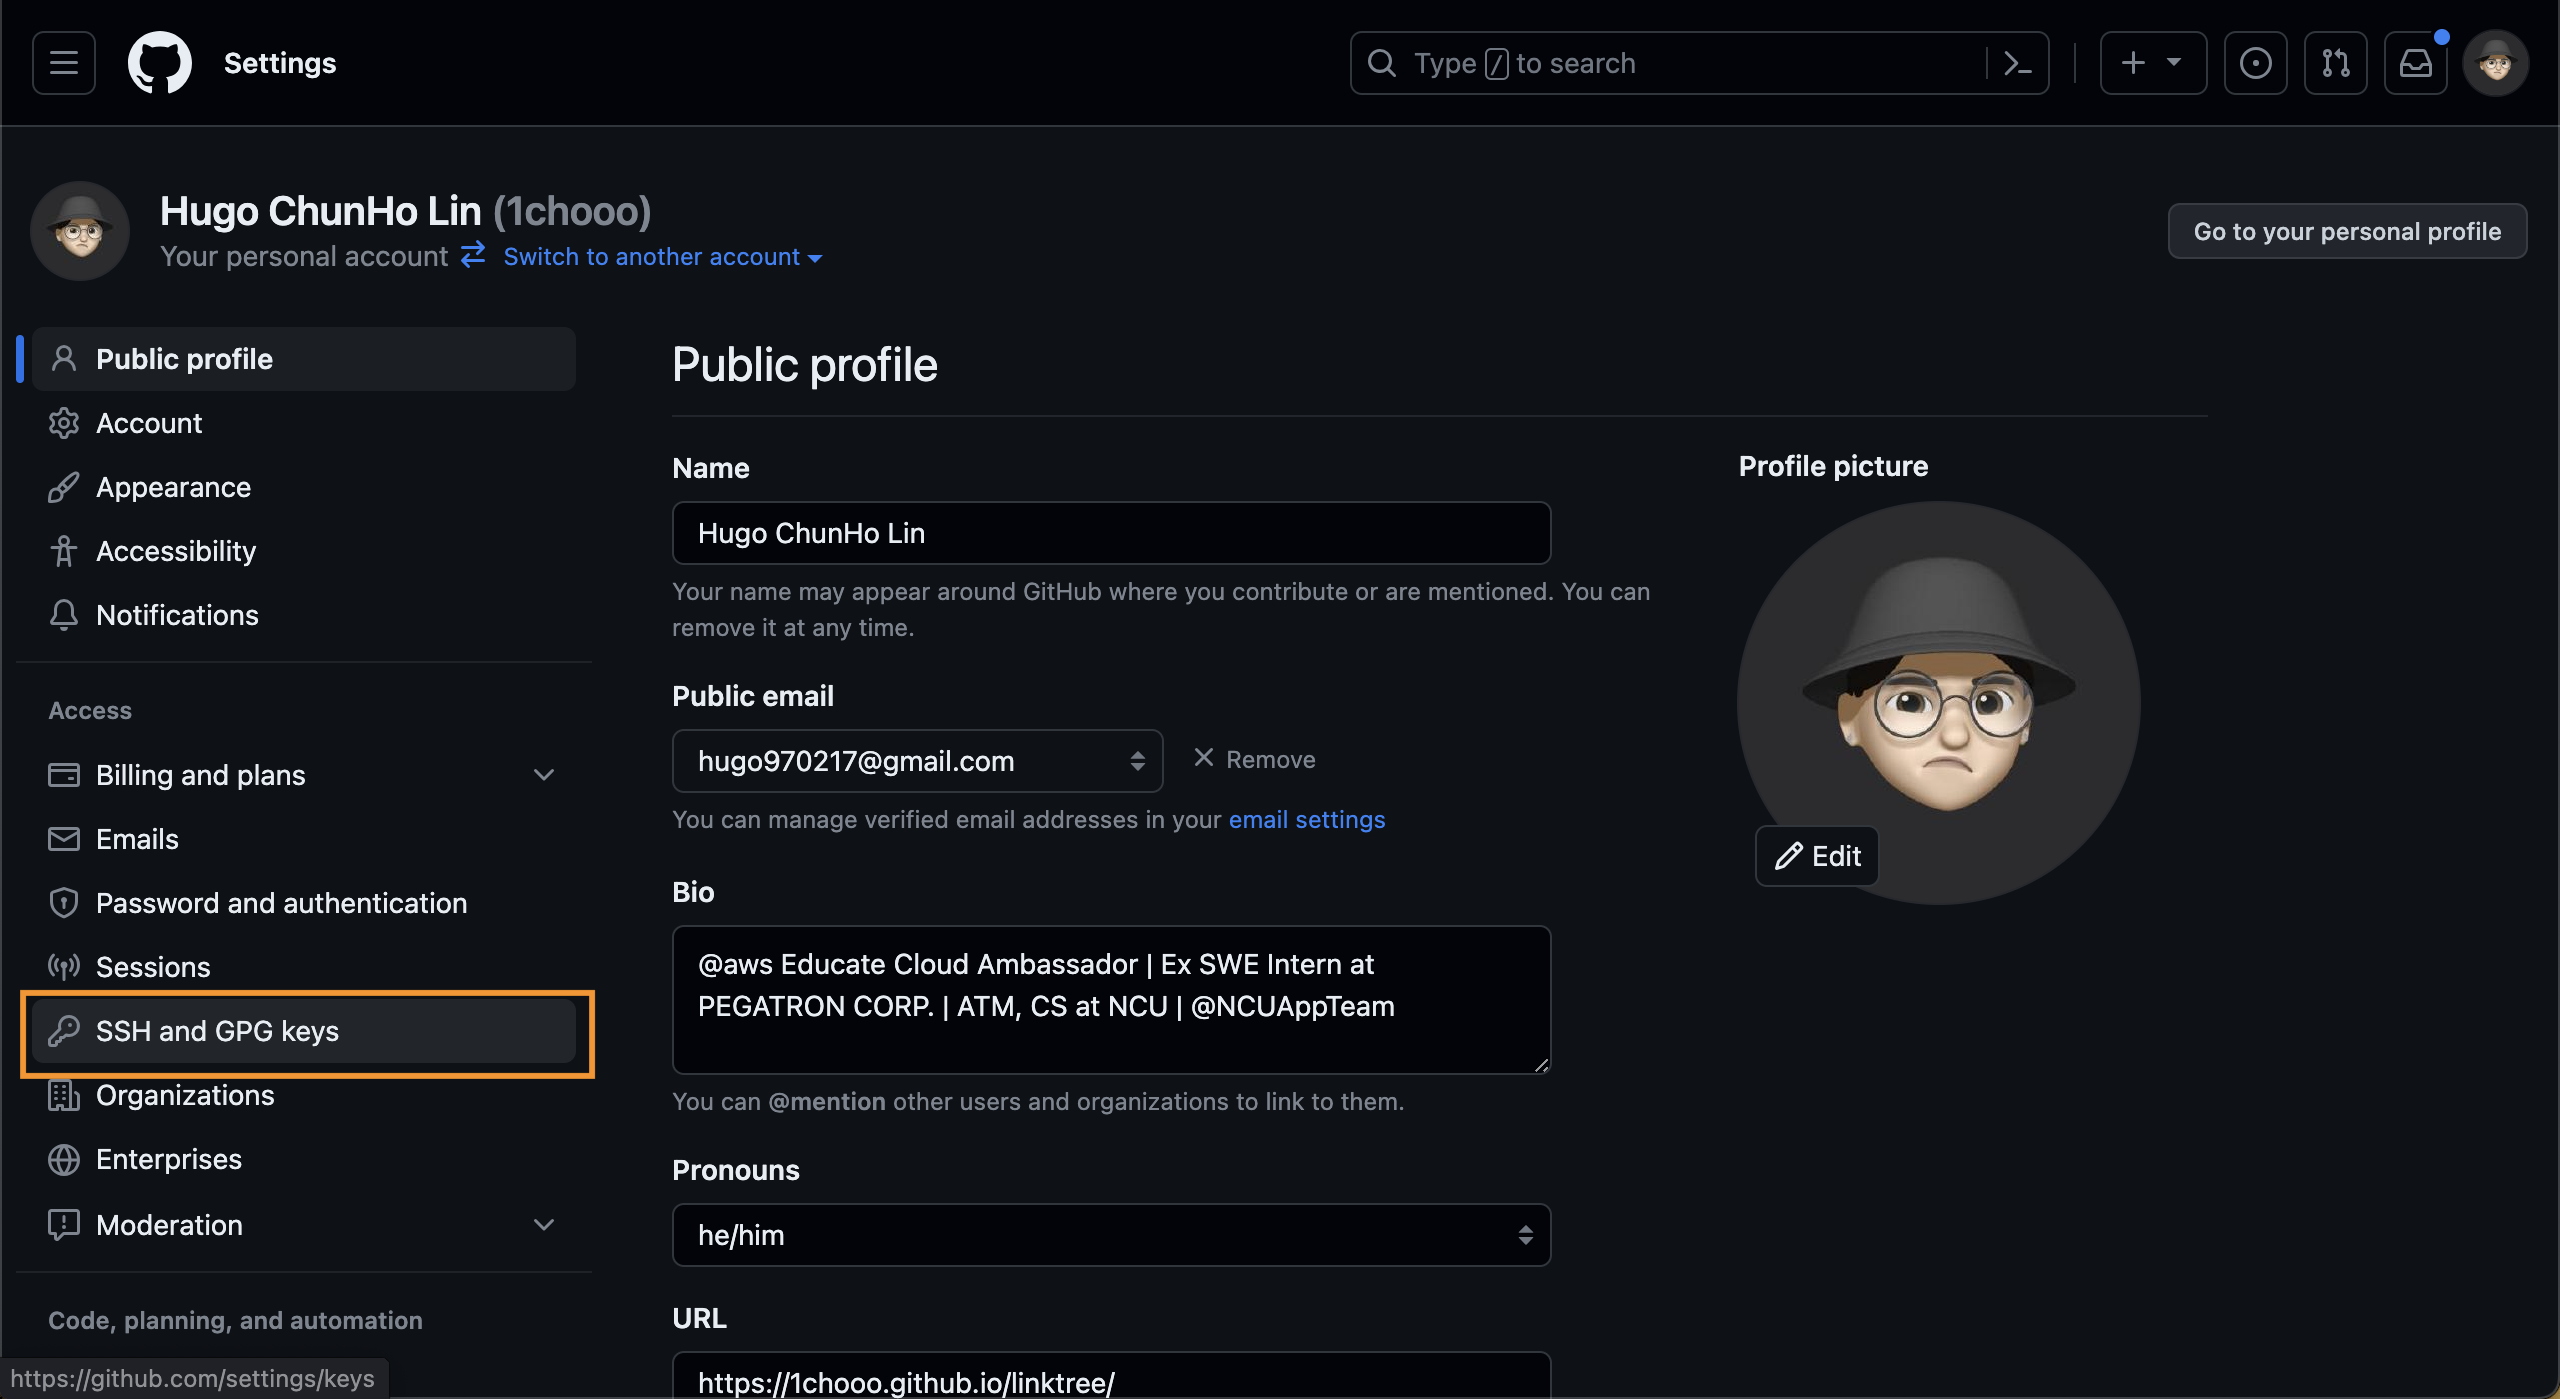 Settings
Type / to search
Hugo ChunHo Lin (1chooo)
Your personal account Switch to another account
Go to your personal profile
Public profile
Account
Appearance
Accessibility
Notifications
Access
Billing and plans
Emails
Password and authentication
Sessions
SSH and GPG keys
Organizations
Enterprises
Moderation
Code, planning, and automation
https://github.com/settings/keys
Public profile
Name
Hugo ChunHo Lin
Your name may appear around GitHub where you contribute or are mentioned. You can
remove it at any time.
Public email
hugo970217@gmail.com
Remove
You can manage verified email addresses in your email settings
Bio
@aws Educate Cloud Ambassador | Ex SWE Intern at
PEGATRON CORP. | ATM, CS at NCU | @NCUAppTeam
You can @mention other users and organizations to link to them.
Pronouns
he/him
URL
https://1chooo.github.io/linktree/
Profile picture
Edit